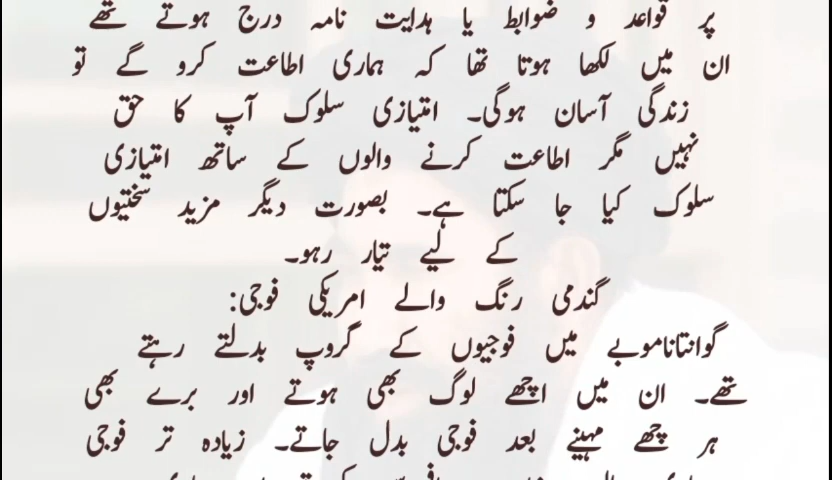 پر قواعد و ضوابط یا ہدایت نامہ درج ہوتے تھے
ان میں لکھا ہوتا تھا کہ ہماری اطاعت کرو گے تو
زندگی آسان ہوگی۔ امتیازی سلوک آپ کا حق
نہیں مگر اطاعت کرنے والوں کے ساتھ امتیازی
سلوک کیا جا سکتا ہے۔ بصورت دیگر مزید سختیوں
کے لیے تیار رہو۔
گندمی رنگ والے امریکی فوجی:
گوانتاناموبے میں فوجیوں کے گروپ بدلتے رہتے
تھے۔ ان میں اچھے لوگ بھی ہوتے اور برے بھی
ہر چھے مہینے بعد فوجی بدل جاتے۔ زیادہ تر فوجی